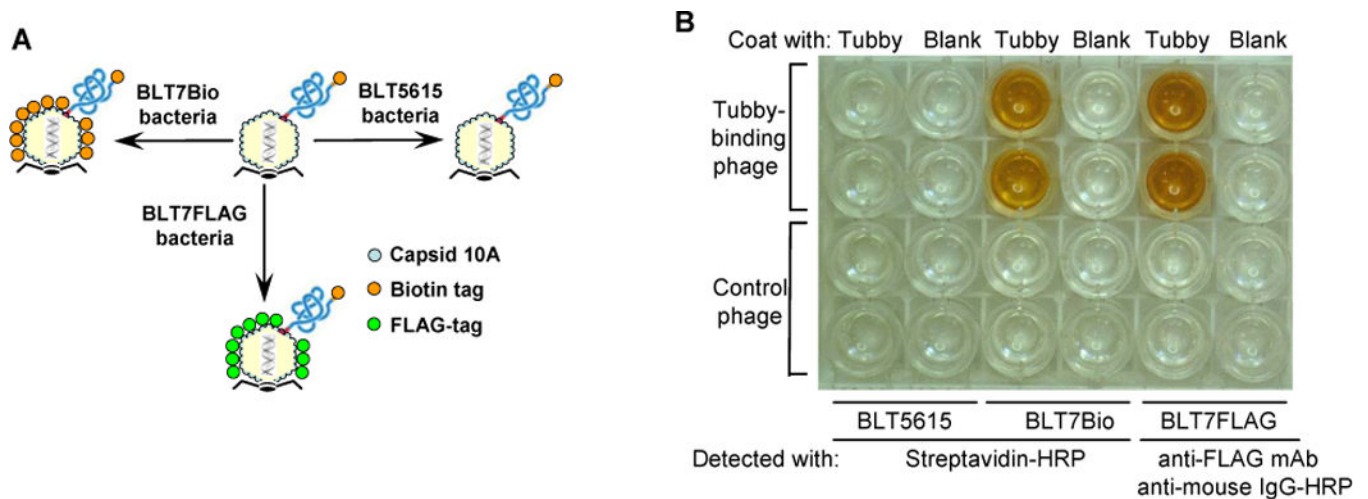 A
BLT7Bio
bacteria
BLT5615
bacteria
BLT7FLAG
bacteria
Capsid 10A
Biotin tag
FLAG-tag
B
Coat with: Tubby Blank Tubby Blank Tubby Blank
Tubby-
binding
phage
Control
phage
BLT5615 BLT7Bio BLT7FLAG
Detected with: Streptavidin-HRP anti-FLAG mAb
anti-mouse IgG-HRP